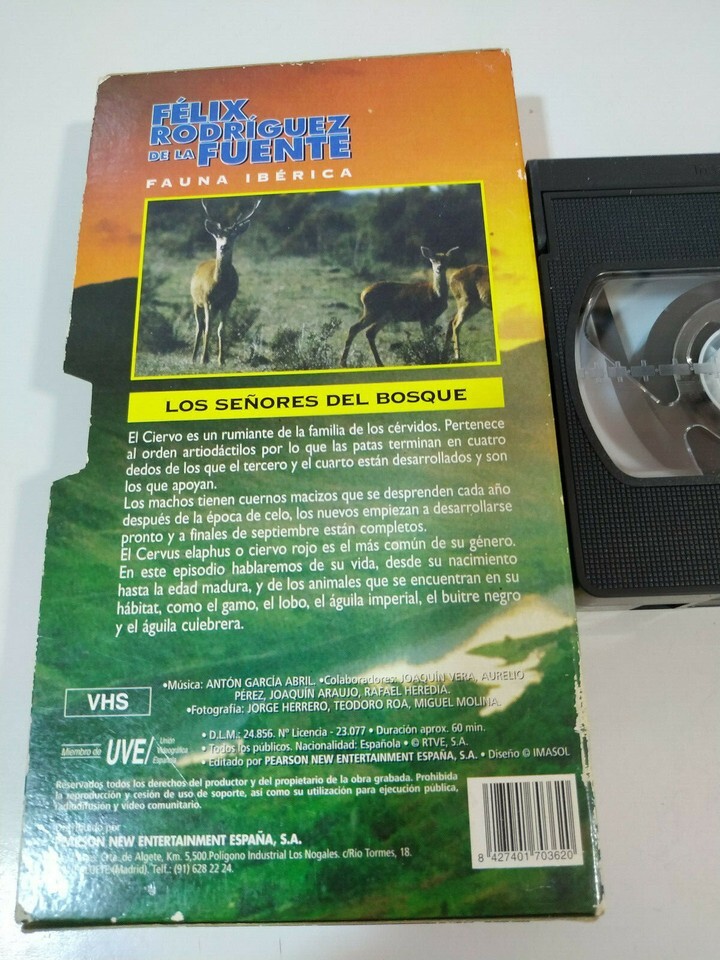 FÉLIX
RODRÍGUEZ
DE LA FUENTE
FAUNA IBÉRICA
LOS SEÑORES DEL BOSQUE
El Ciervo es un rumiante de la familia de los cérvidos. Pertenece
al orden artiodáctilos por lo que las patas terminan en cuatro
dedos de los que el tercero y el cuarto están desarrollados y son
los que apoyan.
Los machos tienen cuernos macizos que se desprenden cada año
después de la época de celo, los nuevos empiezan a desarrollarse
pronto y a finales de septiembre están completos.
El Cervus elaphus o ciervo rojo es el más común de su género.
En este episodio hablaremos de su vida, desde su nacimiento
hasta la edad madura, y de los animales que se encuentran en su
hábitat, como el gamo, el lobo, el águila imperial, el buitre negro
y el águila culebrera.
•Música: ANTÓN GARCÍA ABRIL. •Colaboradores: JOAQUÍN VERA, AURELIO
PÉREZ, JOAQUÍN ARAUJO, RAFAEL HEREDIA.
•Fotografía: JORGE HERRERO, TEODORO ROA, MIGUEL MOLINA.
VHS
• D.L.M.: 24.856. Nº Licencia - 23.077 • Duración aprox. 60 min.
• Todos los públicos. Nacionalidad: Española • © RTVE, S.A.
• Editado por PEARSON NEW ENTERTAINMENT ESPAÑA, S.A. • Diseño © IMASOL
Miembro de UVE/ Unión Videográfica Española
Reservados todos los derechos del productor y del propietario de la obra grabada. Prohibida
la reproducción y cesión de uso de soporte, así como su utilización para ejecución pública,
radiodifusión y vídeo comunitario.
Distribuido por
PEARSON NEW ENTERTAINMENT ESPAÑA, S.A.
Crta. de Algete, Km. 5,500.Polígono Industrial Los Nogales. c/Río Tormes, 18.
(Madrid). Telf.: (91) 628 22 24.
8 427401 703620